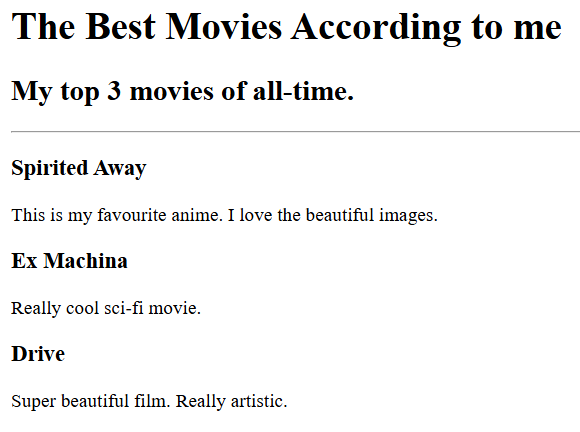 The Best Movies According to me
My top 3 movies of all-time.
Spirited Away
This is my favourite anime. I love the beautiful images.
Ex Machina
Really cool sci-fi movie.
Drive
Super beautiful film. Really artistic.